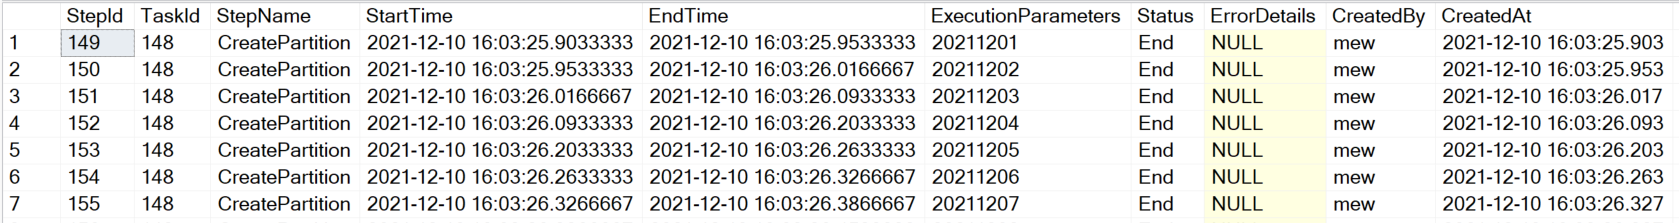 StepId TaskId StepName StartTime EndTime ExecutionParameters Status ErrorDetails CreatedBy CreatedAt
1 149 148 CreatePartition 2021-12-10 16:03:25.9033333 2021-12-10 16:03:25.9533333 20211201 End NULL mew 2021-12-10 16:03:25.903
2 150 148 CreatePartition 2021-12-10 16:03:25.9533333 2021-12-10 16:03:26.0166667 20211202 End NULL mew 2021-12-10 16:03:25.953
3 151 148 CreatePartition 2021-12-10 16:03:26.0166667 2021-12-10 16:03:26.0933333 20211203 End NULL mew 2021-12-10 16:03:26.017
4 152 148 CreatePartition 2021-12-10 16:03:26.0933333 2021-12-10 16:03:26.2033333 20211204 End NULL mew 2021-12-10 16:03:26.093
5 153 148 CreatePartition 2021-12-10 16:03:26.2033333 2021-12-10 16:03:26.2633333 20211205 End NULL mew 2021-12-10 16:03:26.203
6 154 148 CreatePartition 2021-12-10 16:03:26.2633333 2021-12-10 16:03:26.3266667 20211206 End NULL mew 2021-12-10 16:03:26.263
7 155 148 CreatePartition 2021-12-10 16:03:26.3266667 2021-12-10 16:03:26.3866667 20211207 End NULL mew 2021-12-10 16:03:26.327